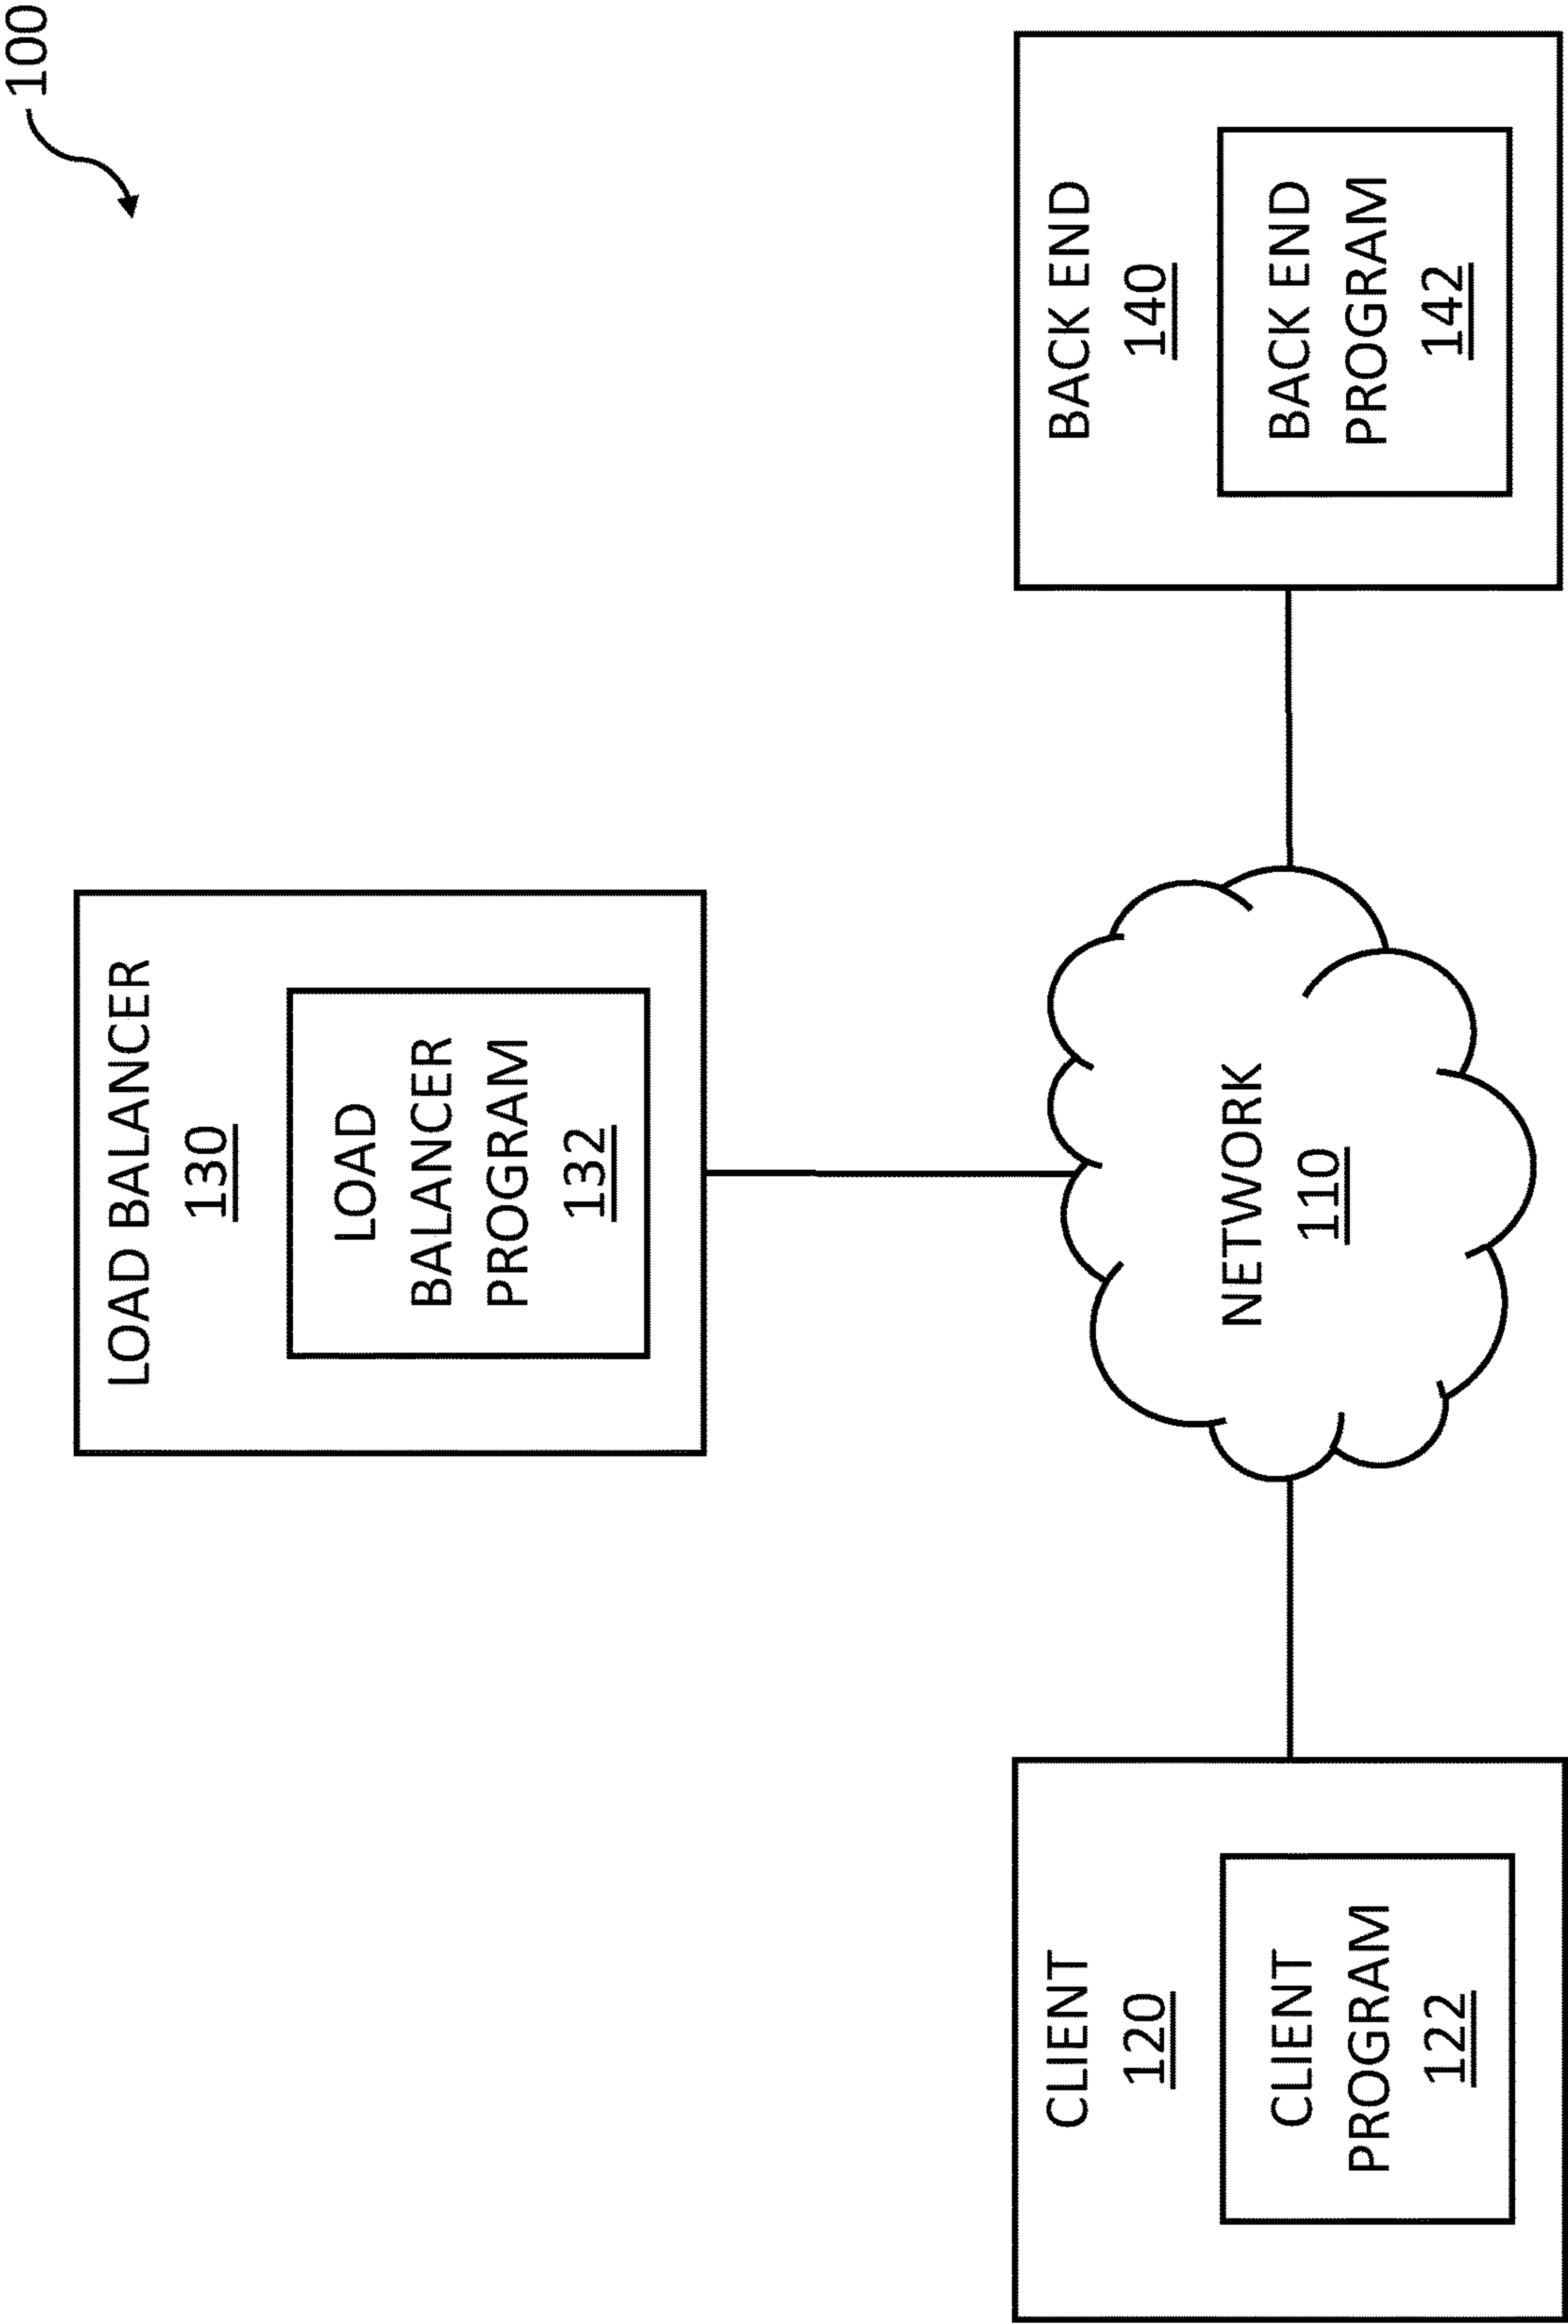 100
LOAD BALANCER
130
LOAD
BALANCER
PROGRAM
132
CLIENT
120
CLIENT
PROGRAM
122
NETWORK
110
BACK END
140
BACK END
PROGRAM
142